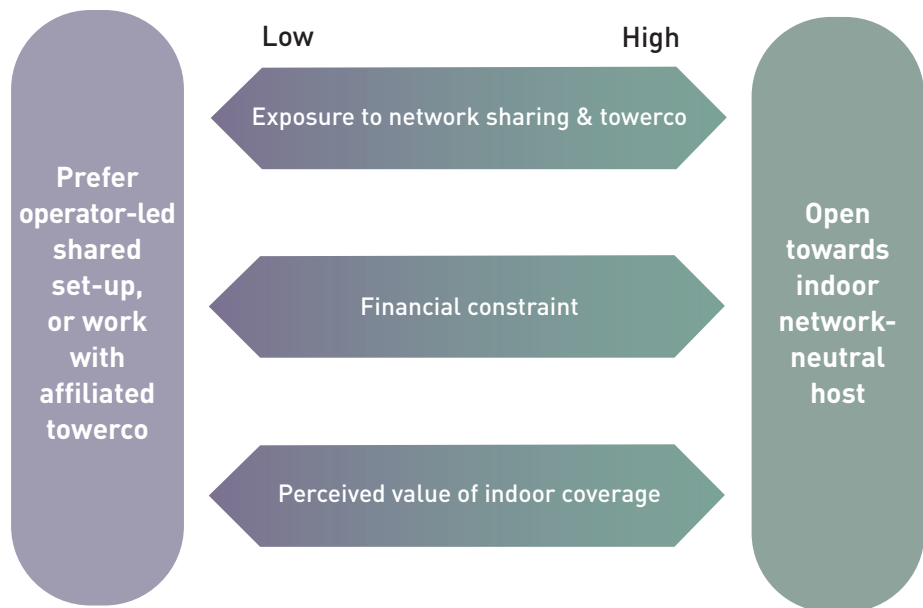 Low
High
Exposure to network sharing & towerco
Prefer
operator-led
shared
set-up,
or work
with
affiliated
towerco
Financial constraint
Open
towards
indoor
network-
neutral
host
Perceived value of indoor coverage